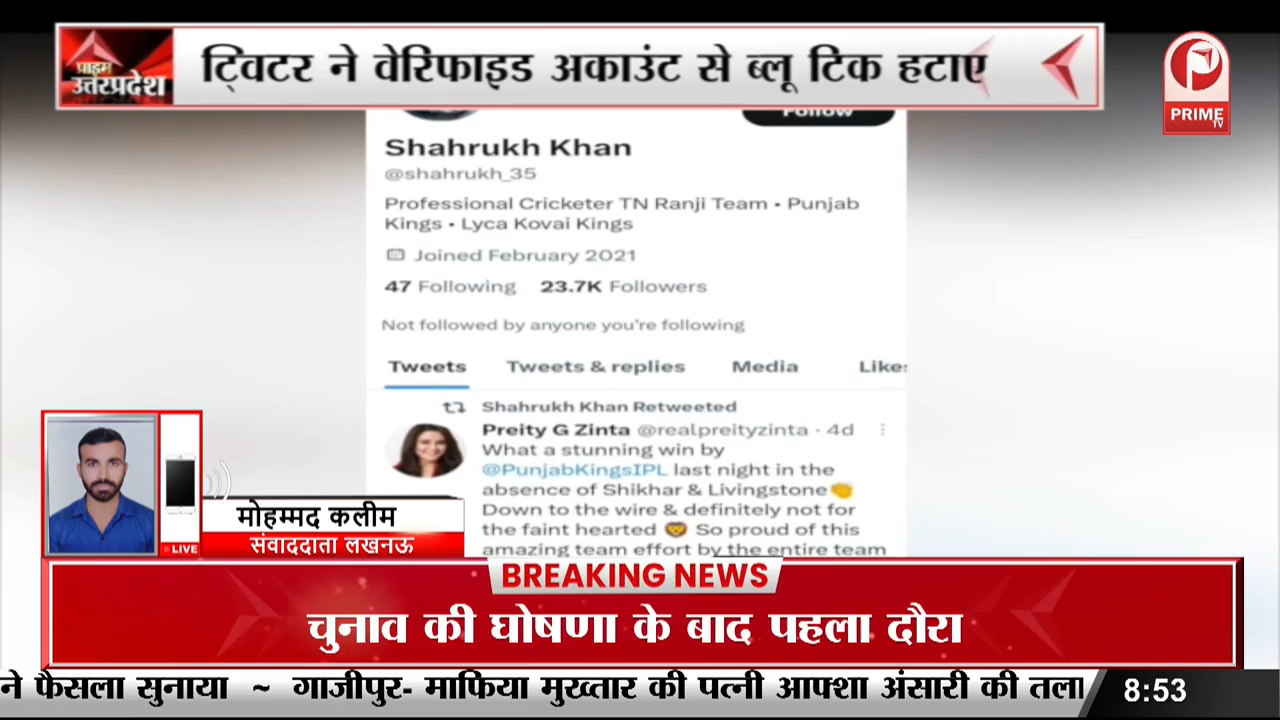 प्राइम
उत्तरप्रदेश
ट्विटर ने वेरिफाइड अकाउंट से ब्लू टिक हटाए
PRIME
TV
Follow
Shahrukh Khan
@shahrukh_35
Professional Cricketer TN Ranji Team • Punjab
Kings • Lyca Kovai Kings
Joined February 2021
47 Following 23.7K Followers
Not followed by anyone you're following
Tweets Tweets & replies Media Likes
Shahrukh Khan Retweeted
Preity G Zinta @realpreityzinta · 4d
What a stunning win by
@PunjabKingsIPL last night in the
absence of Shikhar & Livingstone👏
Down to the wire & definitely not for
the faint hearted 🦁 So proud of this
amazing team effort by the entire team
LIVE
मोहम्मद कलीम
संवाददाता लखनऊ
BREAKING NEWS
चुनाव की घोषणा के बाद पहला दौरा
ने फैसला सुनाया ~ गाजीपुर- माफिया मुख्तार की पत्नी आफ्शा अंसारी की तला
8:53